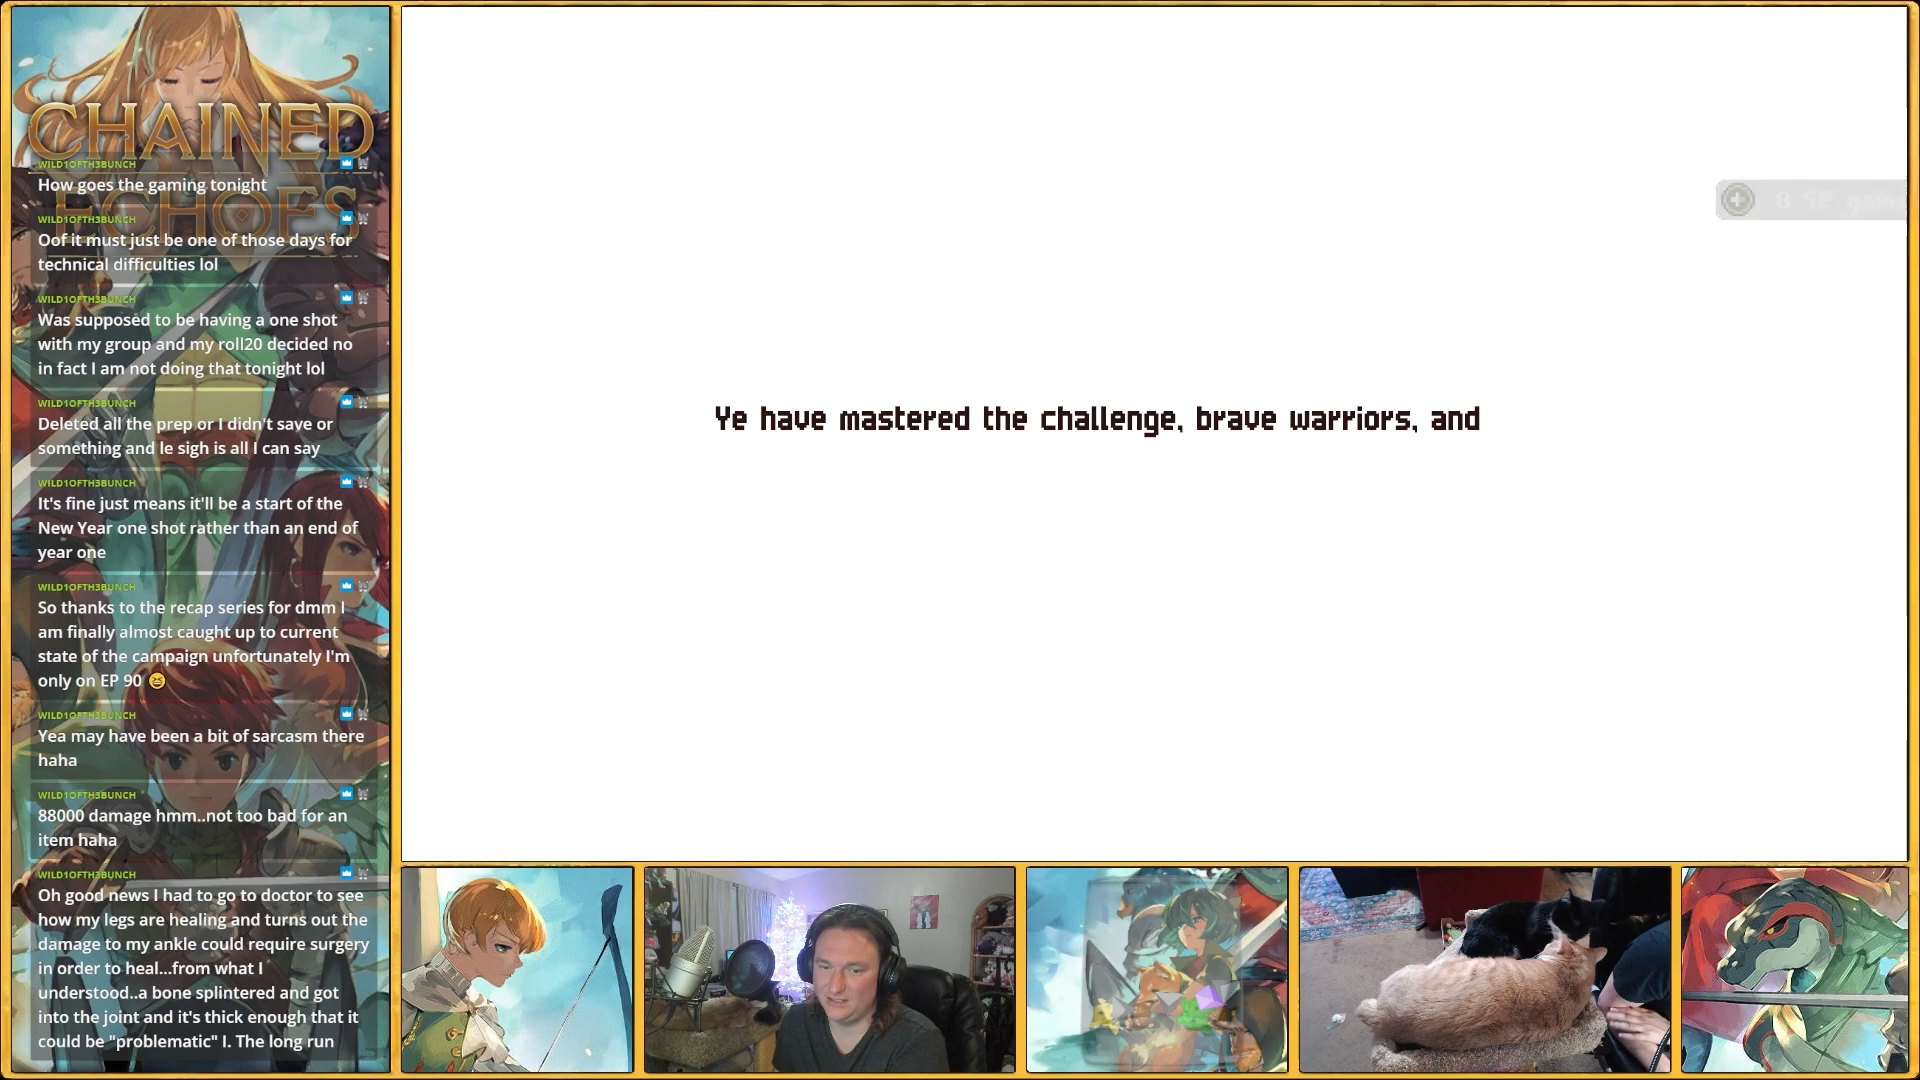 CHAINED
ECHOES
WILD1OFTH3BUNCH
How goes the gaming tonight
WILD1OFTH3BUNCH
Oof it must just be one of those days for
technical difficulties lol
WILD1OFTH3BUNCH
Was supposed to be having a one shot
with my group and my roll20 decided no
in fact I am not doing that tonight lol
WILD1OFTH3BUNCH
Deleted all the prep or I didn't save or
something and le sigh is all I can say
WILD1OFTH3BUNCH
It's fine just means it'll be a start of the
New Year one shot rather than an end of
year one
WILD1OFTH3BUNCH
So thanks to the recap series for dmm I
am finally almost caught up to current
state of the campaign unfortunately I'm
only on EP 90 😆
WILD1OFTH3BUNCH
Yea may have been a bit of sarcasm there
haha
WILD1OFTH3BUNCH
88000 damage hmm..not too bad for an
item haha
WILD1OFTH3BUNCH
Oh good news I had to go to doctor to see
how my legs are healing and turns out the
damage to my ankle could require surgery
in order to heal...from what I
understood..a bone splintered and got
into the joint and it's thick enough that it
could be "problematic" I. The long run
8 SP
Ye have mastered the challenge, brave warriors, and